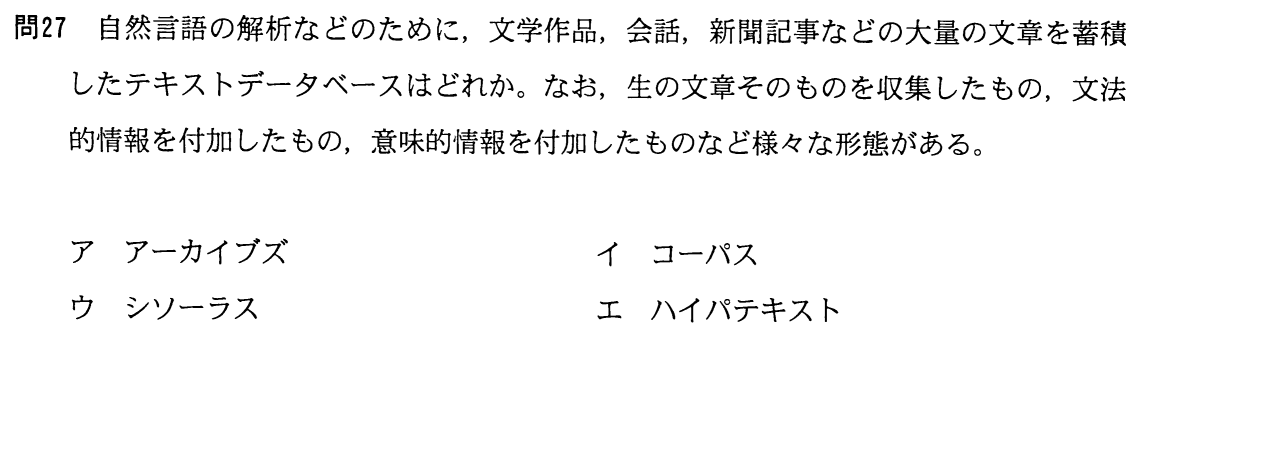 問27　自然言語の解析などのために，文学作品，会話，新聞記事などの大量の文章を蓄積
したテキストデータベースはどれか。なお，生の文章そのものを収集したもの，文法
的情報を付加したもの，意味的情報を付加したものなど様々な形態がある。
ア　アーカイブズ　イ　コーパス
ウ　シソーラス　エ　ハイパテキスト